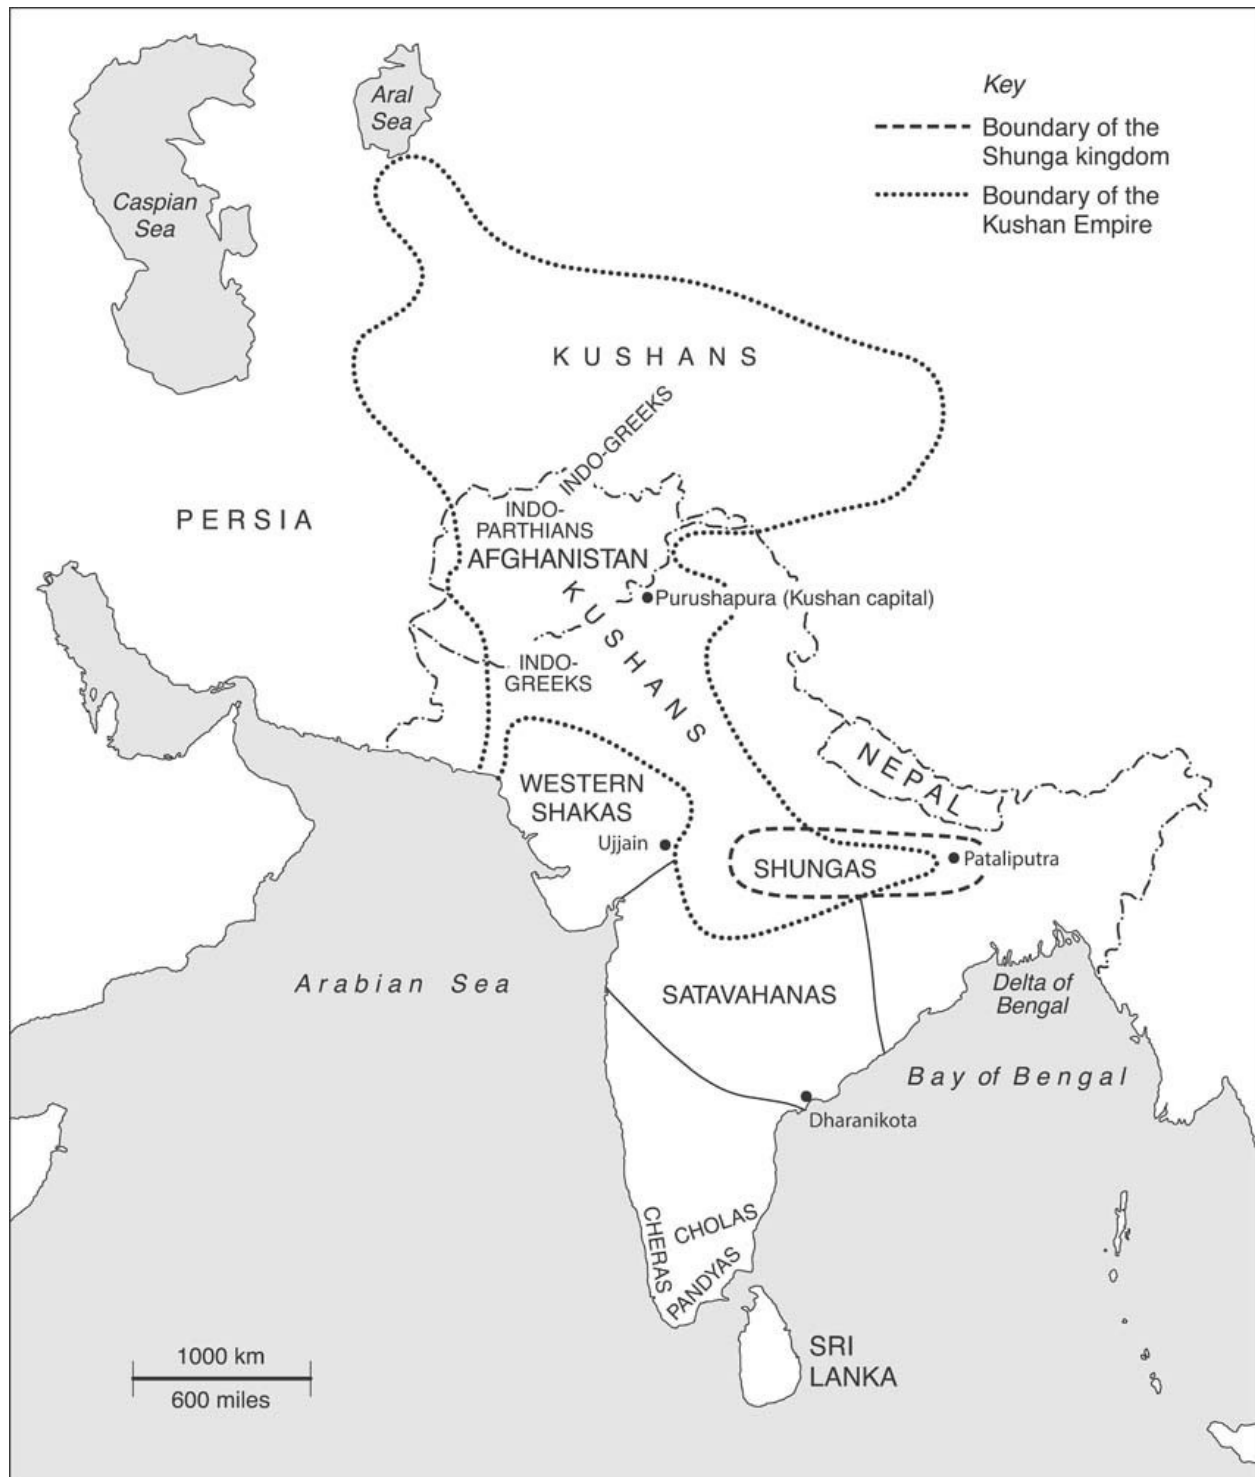 Aral
Sea
Key
Boundary of the
Shunga kingdom
Caspian
Sea
Boundary of the
Kushan Empire
KUSHANS
INDO-GREEKS
PERSIA
INDO-
PARTHIANS
AFGHANISTAN
KUSHANS
Purushapura (Kushan capital)
INDO-
GREEKS
NEPAL
WESTERN
SHAKAS
Ujjain
SHUNGAS
Pataliputra
Arabian Sea
SATAVAHANAS
Delta of
Bengal
Bay of Bengal
Dharanikota
CHERAS
CHOLAS
PANDYAS
SRI
LANKA
1000 km
600 miles